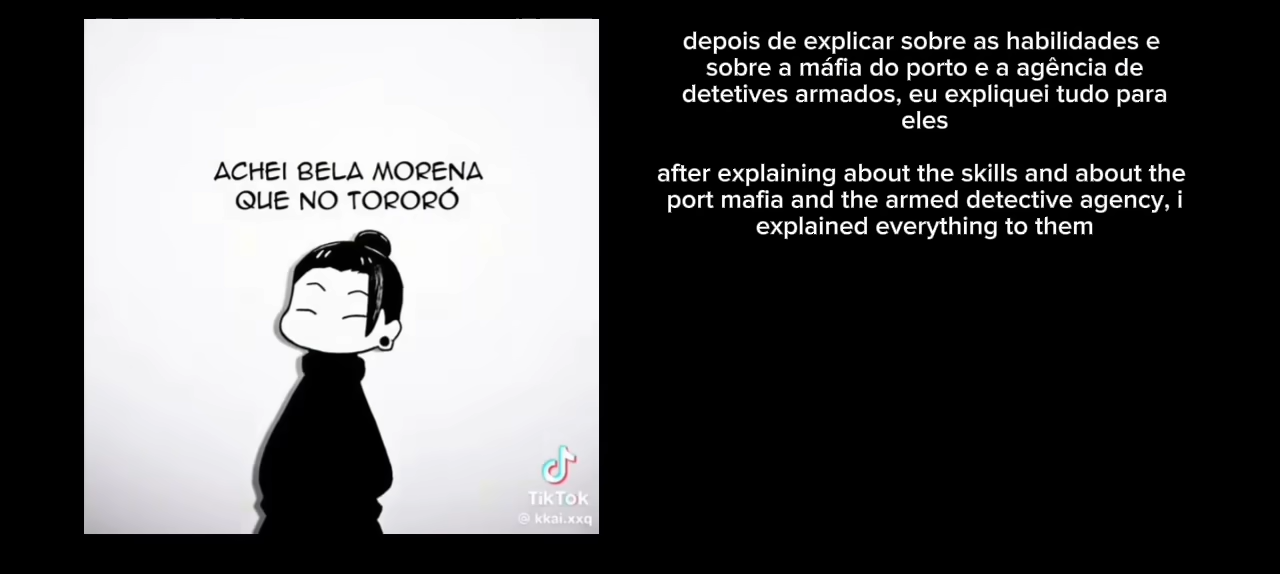 ACHEI BELA MORENA
QUE NO TORORÓ
TikTok
@ kkai.xxq
depois de explicar sobre as habilidades e
sobre a máfia do porto e a agência de
detetives armados, eu expliquei tudo para
eles
after explaining about the skills and about the
port mafia and the armed detective agency, i
explained everything to them